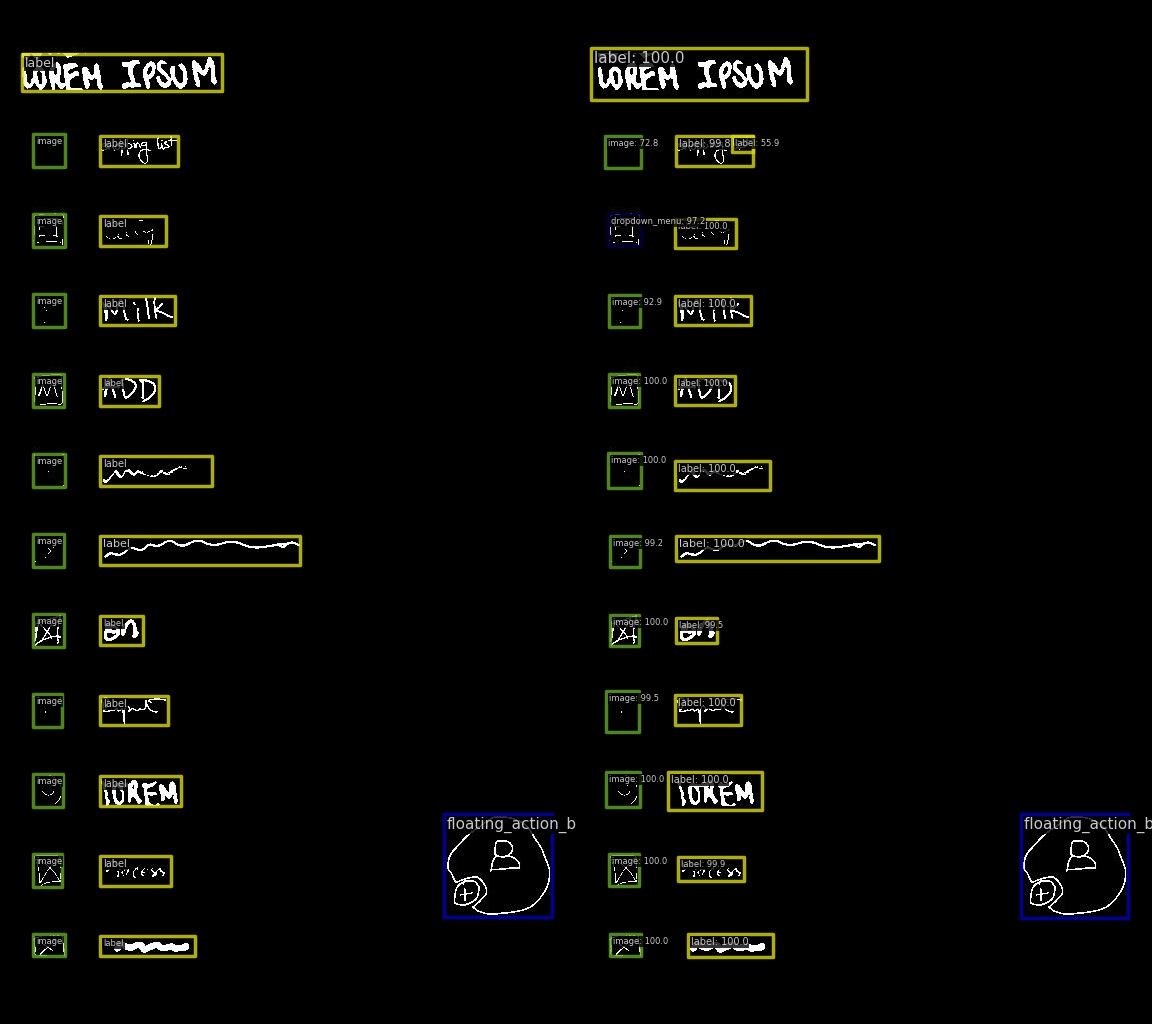 label label: 100.0
LOREM IPSUM LOREM IPSUM
image label list image: 72.8 label: 99.8 label: 55.9
image label dropdown_menu: 97.2 100.0
image label image: 92.9 label: 100.0
Milk Milk
image label image: 100.0 label: 100.0
ADD ADD
image label image: 100.0 label: 100.0
image label image: 99.2 label: 100.0
image label image: 100.0 label: 99.5
image label image: 99.5 label: 100.0
image label image: 100.0 label: 100.0
LOREM LOREM
floating_action_b floating_action_b
image label image: 100.0 label: 99.9
image label image: 100.0 label: 100.0